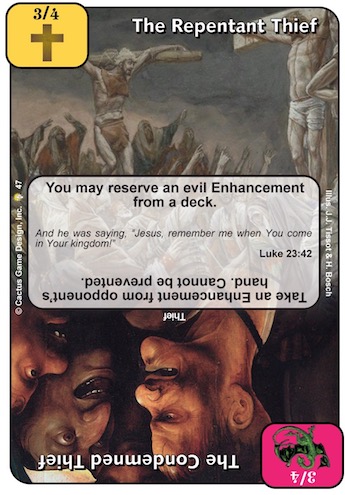 3/4
The Repentant Thief
You may reserve an evil Enhancement
from a deck.
And he was saying, "Jesus, remember me when You come
in Your kingdom!"
Luke 23:42
© Cactus Game Design, Inc.
47
Illus. J.J. Tissot & H. Bosch
The Condemned Thief
3/4
Thief
Take an Enhancement from opponent's
hand. Cannot be prevented.